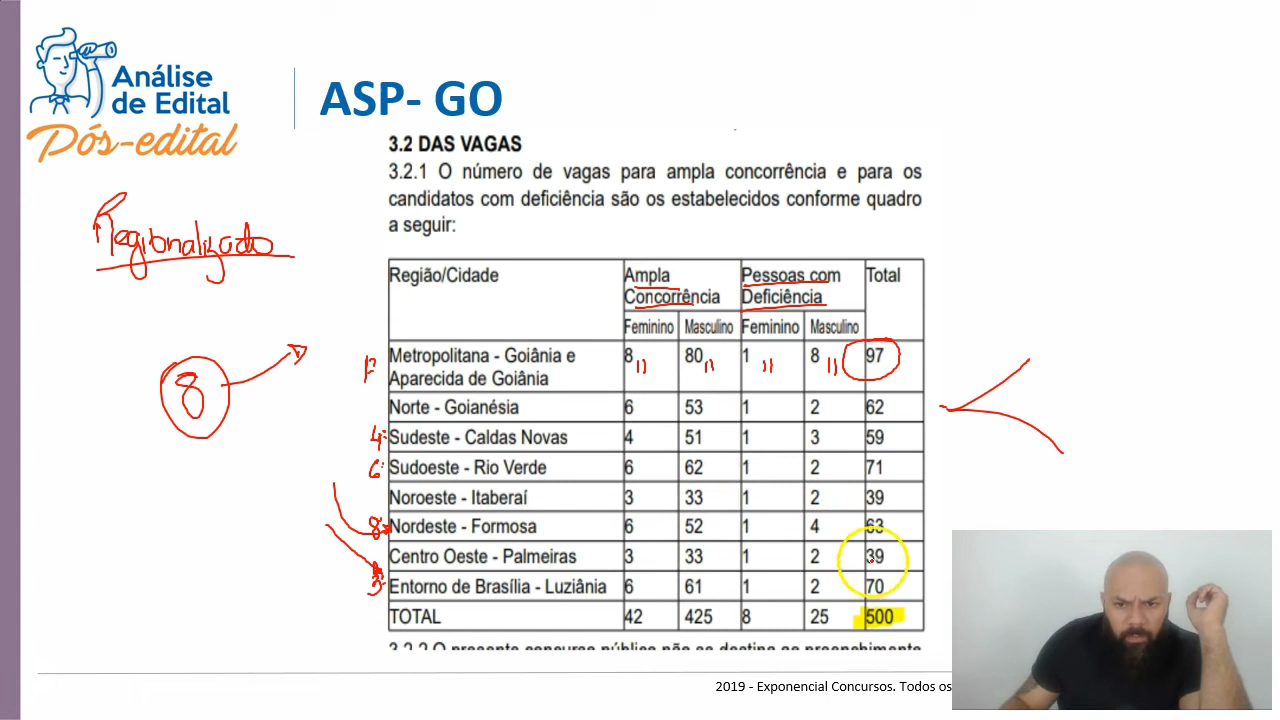 Análise
de Edital
Pós-edital
ASP- GO
3.2 DAS VAGAS
3.2.1 O número de vagas para ampla concorrência e para os
candidatos com deficiência são os estabelecidos conforme quadro
a seguir:
Regionalizado
8
Região/Cidade Ampla Concorrência Pessoas com Deficiência Total
Feminino Masculino Feminino Masculino
Metropolitana - Goiânia e Aparecida de Goiânia 8 80 1 8 97
Norte - Goianésia 6 53 1 2 62
4: Sudeste - Caldas Novas 4 51 1 3 59
6: Sudoeste - Rio Verde 6 62 1 2 71
Noroeste - Itaberaí 3 33 1 2 39
8 Nordeste - Formosa 6 52 1 4 63
Centro Oeste - Palmeiras 3 33 1 2 39
Entorno de Brasília - Luziânia 6 61 1 2 70
TOTAL 42 425 8 25 500
2019 - Exponencial Concursos. Todos os